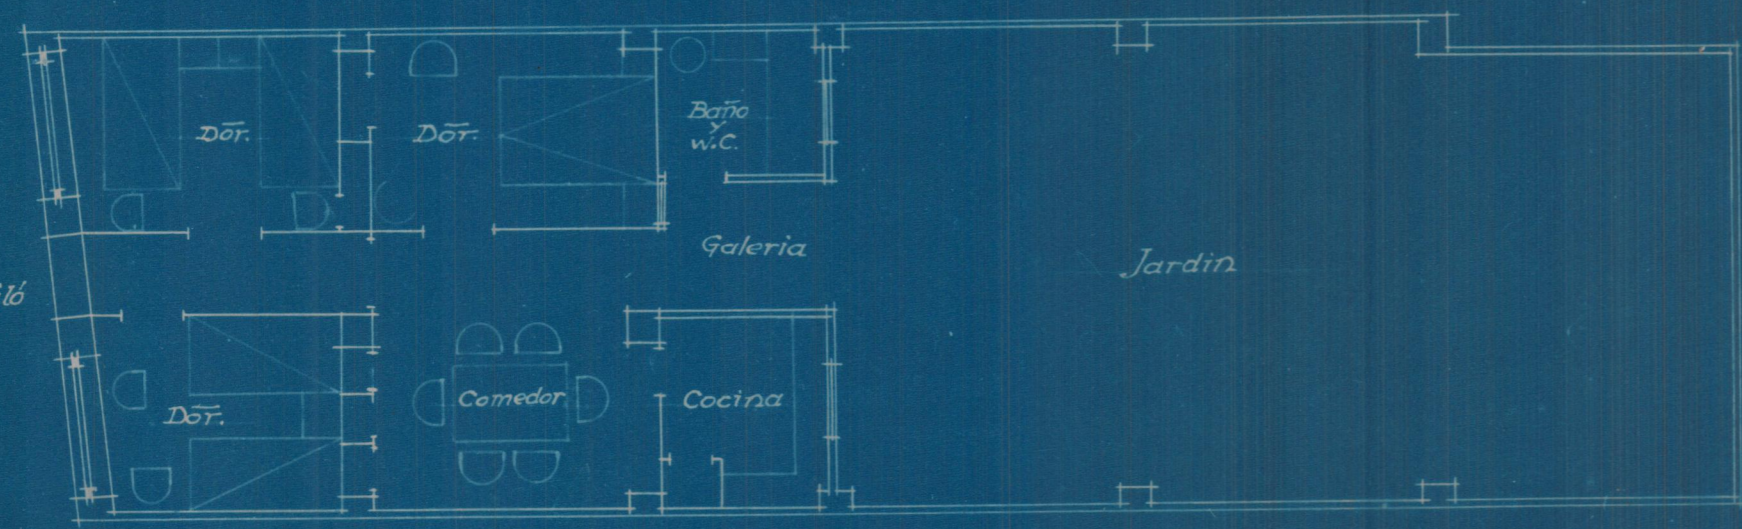 Dor.
Dor.
Baño
y
W.C.
Galeria
Jardin
Comedor
Cocina
Dor.